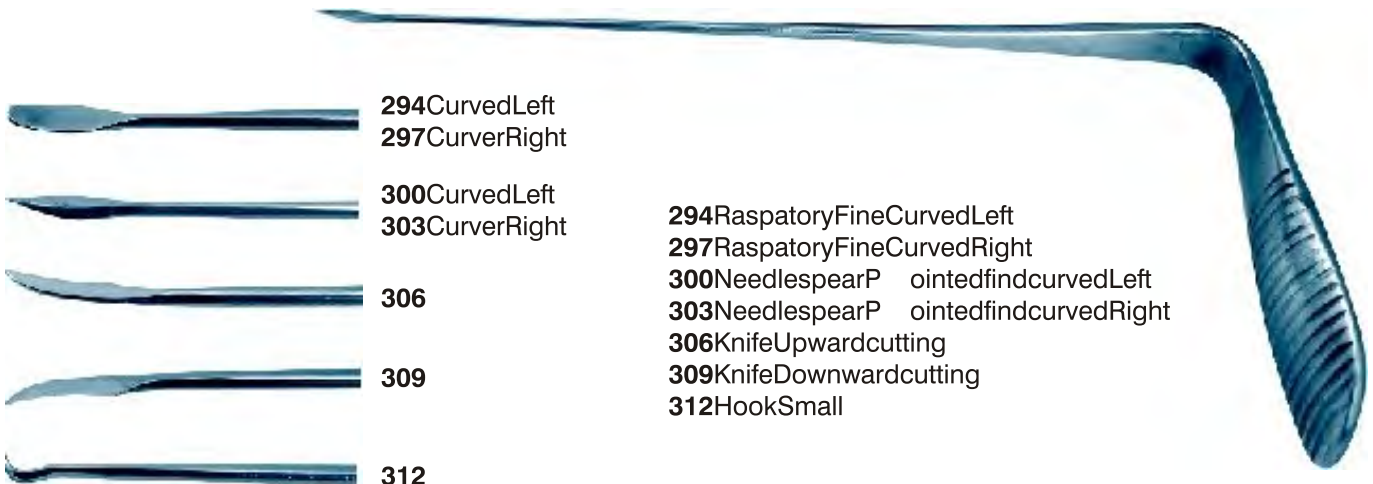 294CurvedLeft
297CurverRight
300CurvedLeft
303CurverRight
306
309
312
294RaspatoryFineCurvedLeft
297RaspatoryFineCurvedRight
300NeedlespearP ointedfindcurvedLeft
303NeedlespearP ointedfindcurvedRight
306KnifeUpwardcutting
309KnifeDownwardcutting
312HookSmall